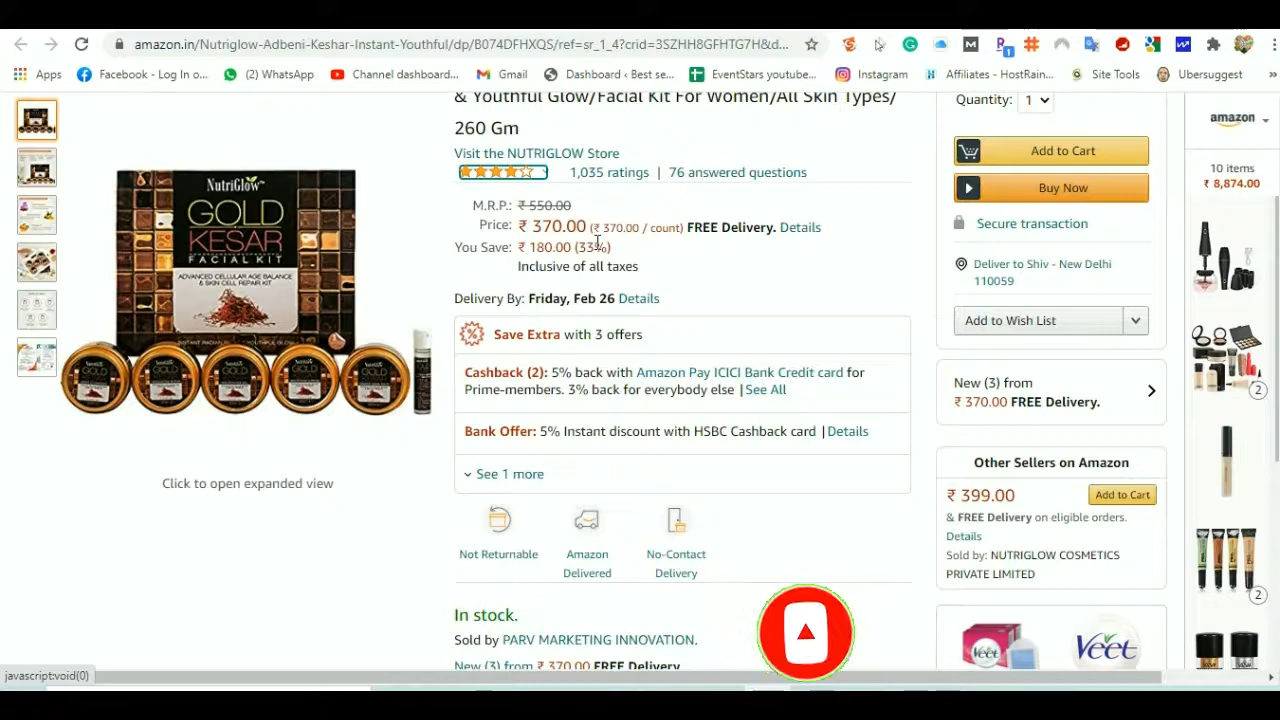 amazon.in/Nutriglow-Adbeni-Keshar-Instant-Youthful/dp/B074DFHXQS/ref=sr_1_4?crid=3SZHH8GFHTG7H&d...
Apps
Facebook - Log In o...
(2) WhatsApp
Channel dashboard...
Gmail
Dashboard ‹ Best se...
EventStars youtube...
Instagram
Affiliates - HostRain...
Site Tools
Ubersuggest
»
& Youthful Glow/Facial Kit For Women/All Skin Types/
260 Gm
Visit the NUTRIGLOW Store
1,035 ratings | 76 answered questions
M.R.P.: ₹ 550.00
Price: ₹ 370.00 (₹ 370.00 / count) FREE Delivery. Details
You Save: ₹ 180.00 (33%)
Inclusive of all taxes
Delivery By: Friday, Feb 26 Details
Save Extra with 3 offers
Cashback (2): 5% back with Amazon Pay ICICI Bank Credit card for
Prime-members. 3% back for everybody else | See All
Bank Offer: 5% Instant discount with HSBC Cashback card | Details
See 1 more
Not Returnable
Amazon
Delivered
No-Contact
Delivery
In stock.
Sold by PARV MARKETING INNOVATION.
New (3) from ₹ 370.00 FREE Delivery
NutriGlow™
GOLD
KESAR
FACIAL KIT
ADVANCED CELLULAR AGE BALANCE
& SKIN CELL REPAIR KIT
Click to open expanded view
Quantity: 1
Add to Cart
Buy Now
Secure transaction
Deliver to Shiv - New Delhi
110059
Add to Wish List
New (3) from
₹ 370.00 FREE Delivery.
Other Sellers on Amazon
₹ 399.00
Add to Cart
& FREE Delivery on eligible orders.
Details
Sold by: NUTRIGLOW COSMETICS
PRIVATE LIMITED
Veet
Veet
amazon
10 items
₹ 8,874.00
2
2
javascript:void(0)